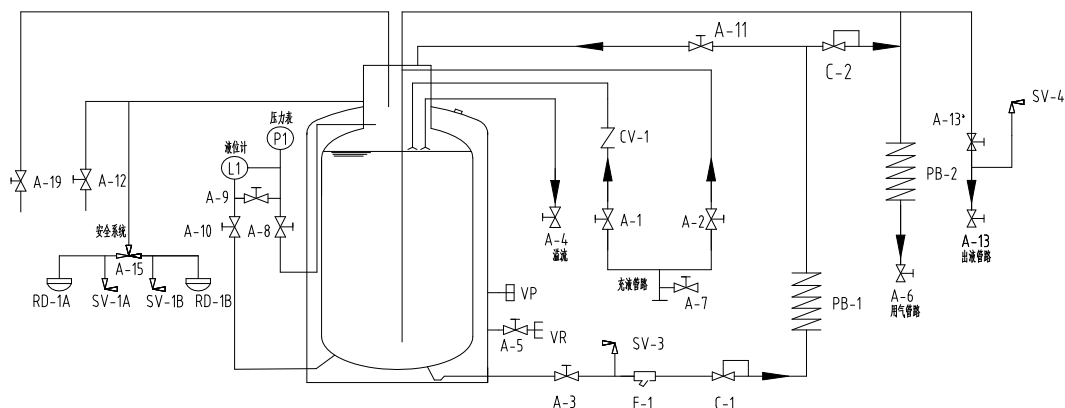 A-11
C-2
SV-4
压力表
P1
A-13*
CV-1
液位计
L1
A-19
A-12
A-9
PB-2
A-10
A-8
A-1
A-2
安全系统
A-4
溢流
A-13
出液管路
A-15
RD-1A
SV-1A
SV-1B
RD-1B
充液管路
A-7
A-6
用气管路
VP
PB-1
A-5
VR
SV-3
A-3
F-1
C-1